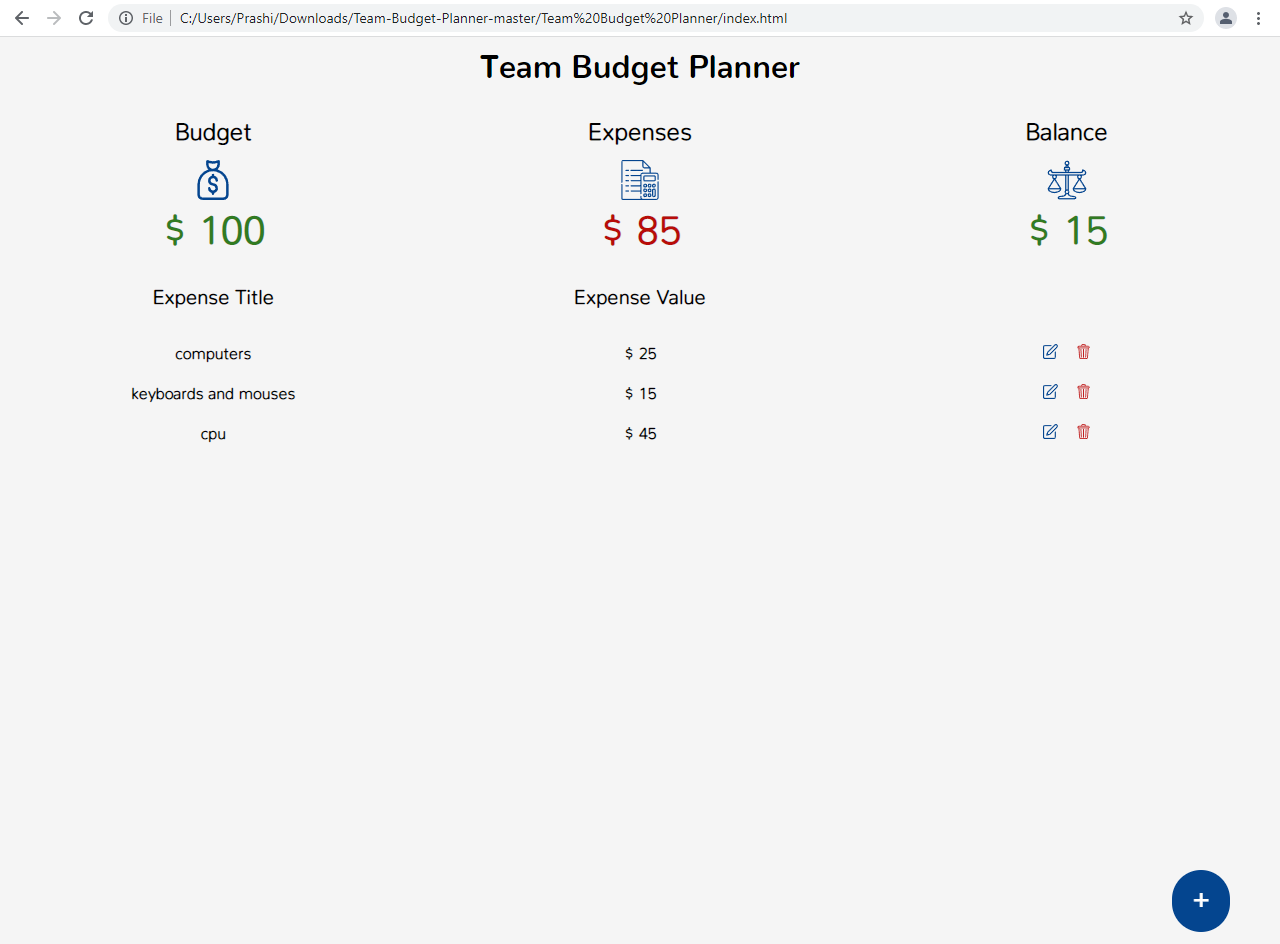 File C:/Users/Prashi/Downloads/Team-Budget-Planner-master/Team%20Budget%20Planner/index.html
Team Budget Planner
Budget Expenses Balance
$ 100 $ 85 $ 15
Expense Title Expense Value
computers $ 25
keyboards and mouses $ 15
cpu $ 45
+